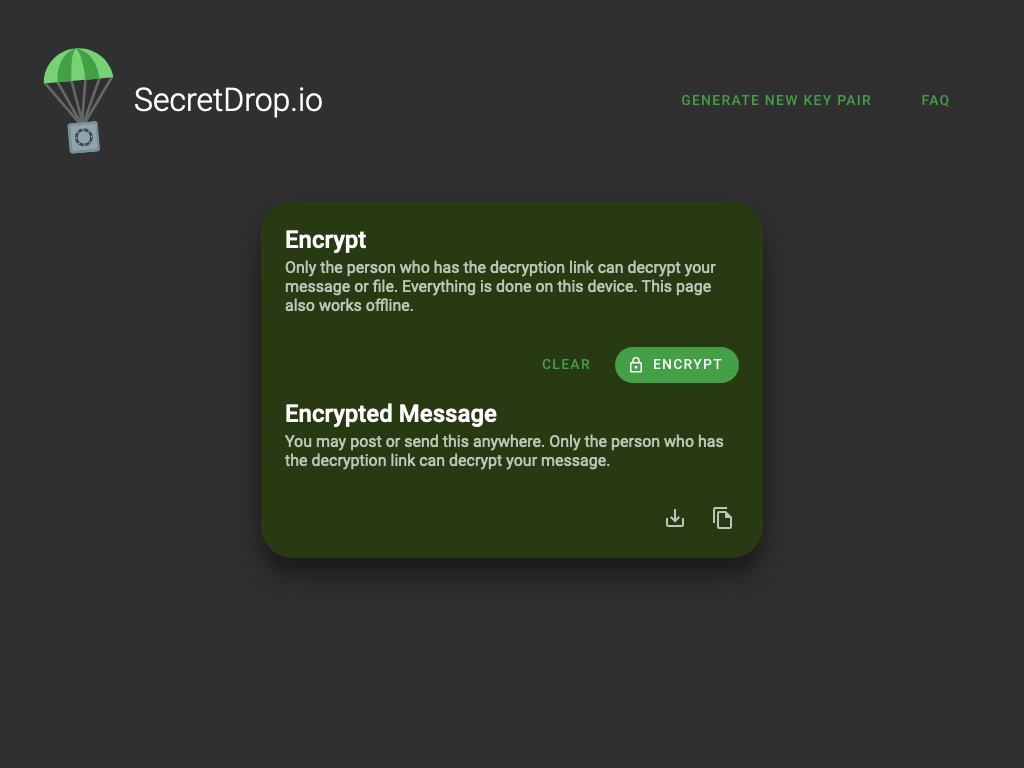 SecretDrop.io
GENERATE NEW KEY PAIR
FAQ
Encrypt
Only the person who has the decryption link can decrypt your
message or file. Everything is done on this device. This page
also works offline.
CLEAR
ENCRYPT
Encrypted Message
You may post or send this anywhere. Only the person who has
the decryption link can decrypt your message.